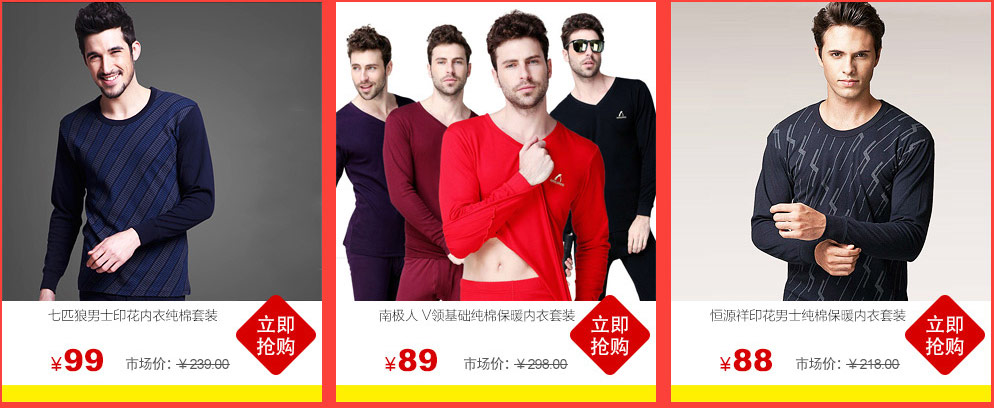 七匹狼男士印花内衣纯棉套装
立即
抢购
¥99 市场价：¥239.00
南极人 V领基础纯棉保暖内衣套装
立即
抢购
¥89 市场价：¥298.00
恒源祥印花男士纯棉保暖内衣套装
立即
抢购
¥88 市场价：¥218.00